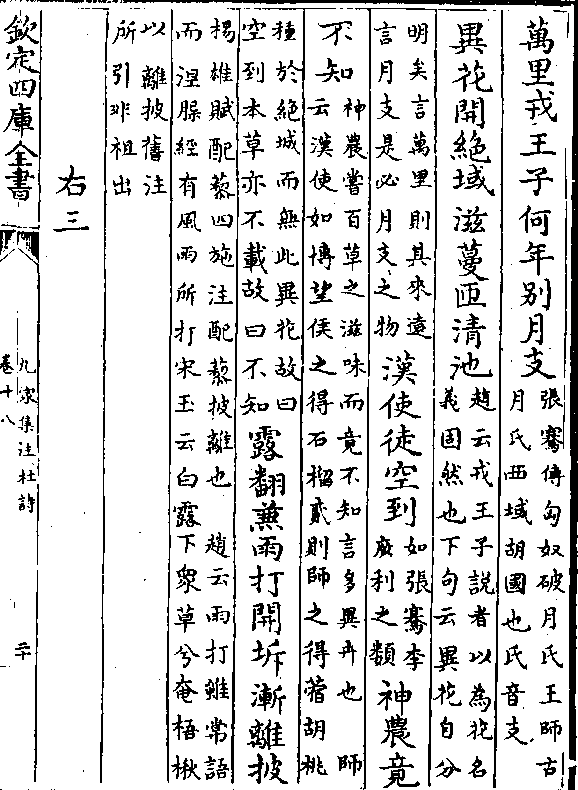 萬里戎王子何年别月支
張騫傳匈奴破月氏王師古
月氏西域胡國也氏音支
異花開絶域滋蔓匝清池
趙云戎王子說者以為花名
義固然也下句云異花自分
明矣言萬里則其來遠
言月支是必月支之物
漢使徒空到
如張騫李
廣利之類
神農竟
不知
神農嘗百草之滋味而竟不知言多異卉也 師
云漢使如博望侯之得石榴貳則師之得蓿胡桃
種於絶城而無此異花故曰
空到本草亦不載故曰不知
露翻蒹雨打開坼漸離披
楊雄賦配藜四施注配藜披離也 趙云雨打雖常語
而涅槃經有風雨所打宋玉云白露下衆草兮奄梧楸
以離披舊注
所引非祖出
右三
欽定四庫全書
九家集注杜詩
卷十八
二十